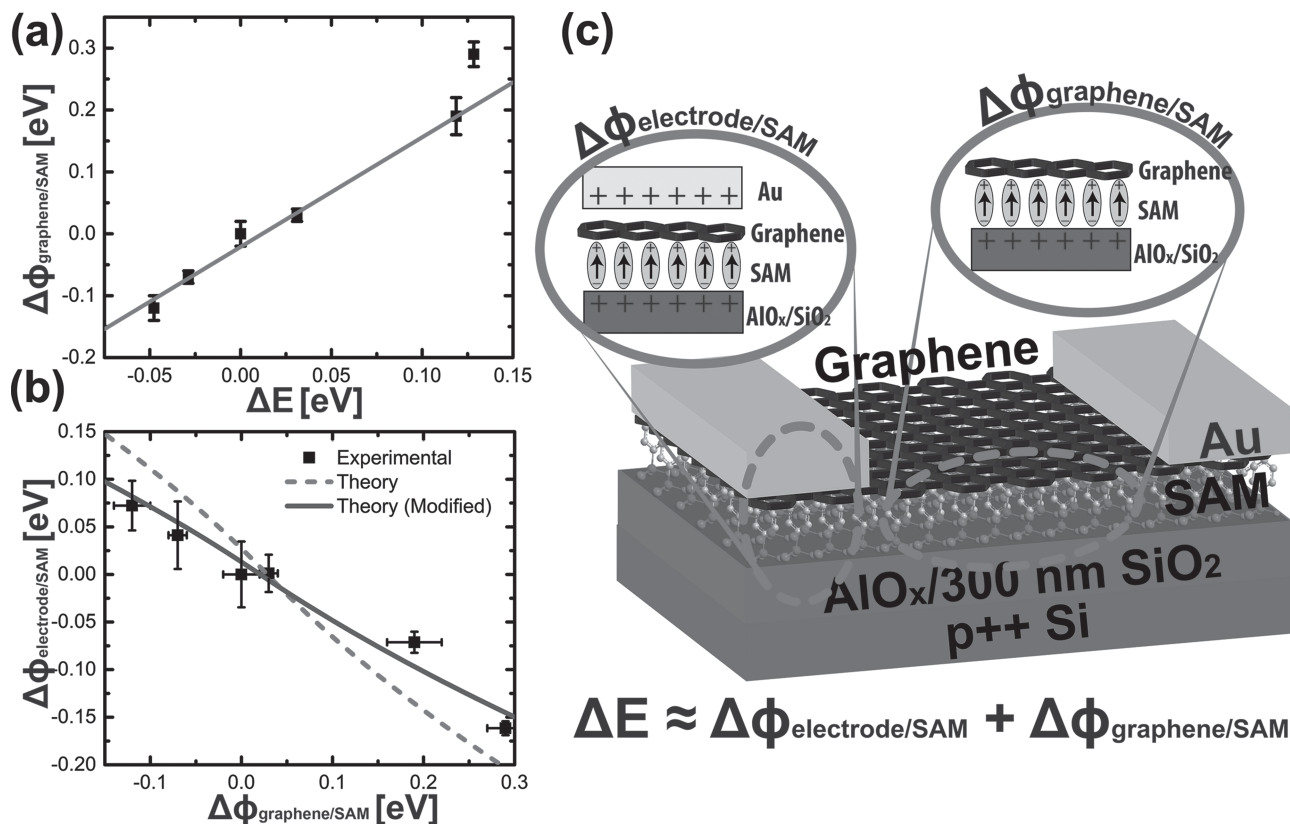 (a)
Δϕgraphene/SAM [eV]
0.3
0.2
0.1
0.0
-0.1
-0.2
-0.05
0.00
0.05
0.10
0.15
ΔE [eV]
(b)
Δϕelectrode/SAM [eV]
0.15
0.10
0.05
0.00
-0.05
-0.10
-0.15
-0.20
Experimental
Theory
Theory (Modified)
-0.1
0.0
0.1
0.2
0.3
Δϕgraphene/SAM [eV]
(c)
Δϕelectrode/SAM
+ + + + + +
Au
Graphene
+ + + + + +
SAM
− − − − − −
+ + + + + +
AlOx/SiO2
Δϕgraphene/SAM
Graphene
+ + + + + +
SAM
− − − − − −
+ + + + + +
AlOx/SiO2
Graphene
Au
SAM
AlOx/300 nm SiO2
p++ Si
ΔE ≈ Δϕelectrode/SAM + Δϕgraphene/SAM